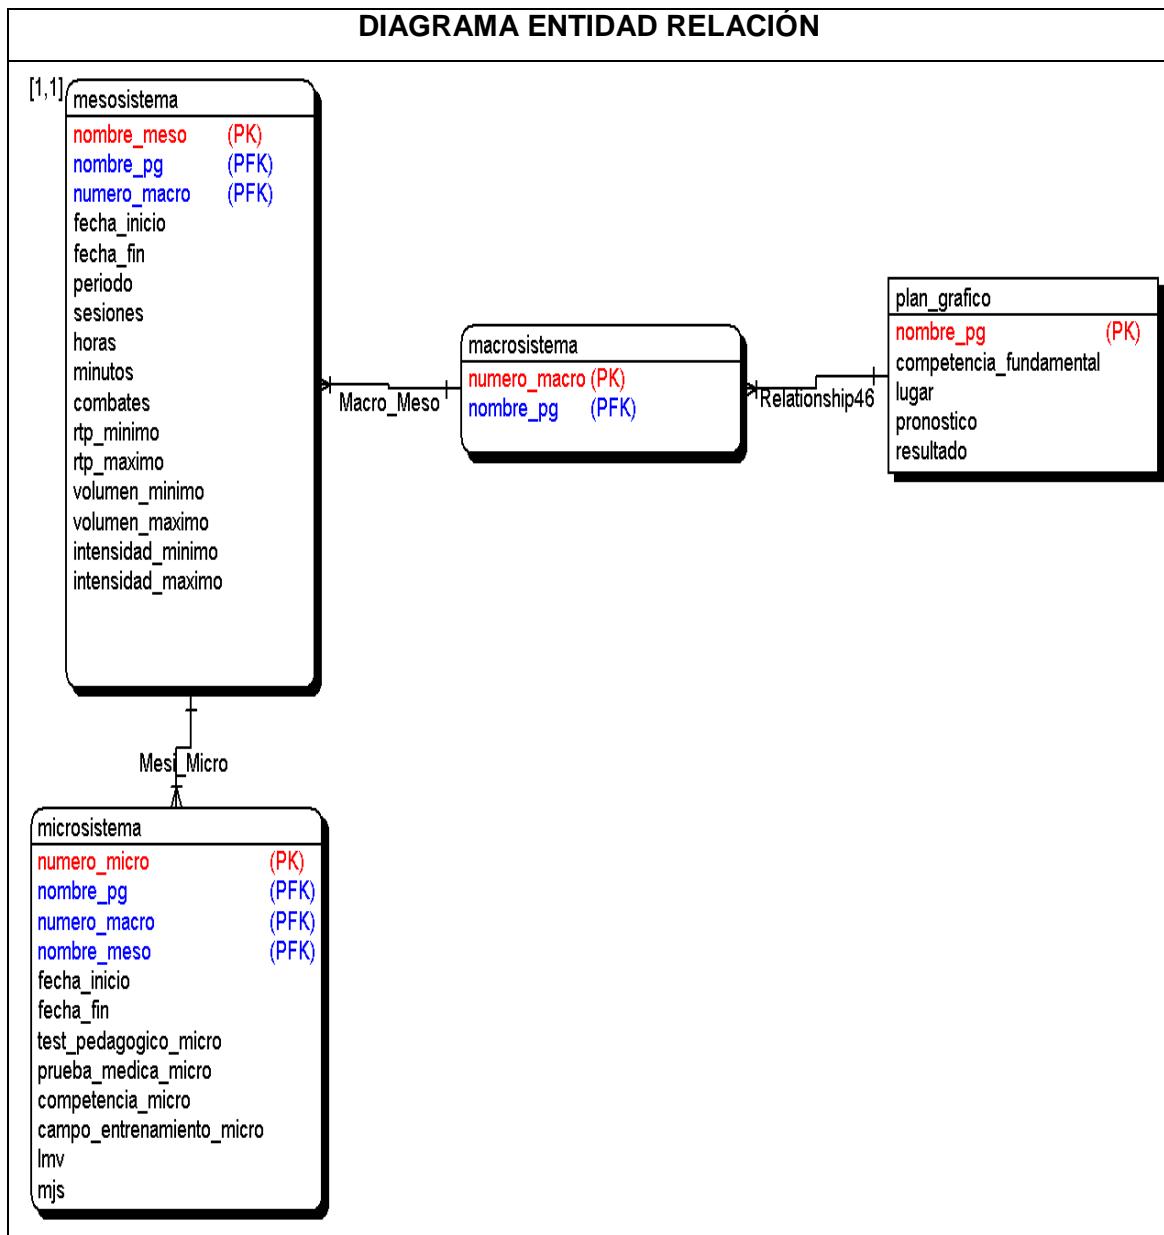 DIAGRAMA ENTIDAD RELACIÓN
[1,1]
mesosistema
nombre_meso (PK)
nombre_pg (PFK)
numero_macro (PFK)
fecha_inicio
fecha_fin
periodo
sesiones
horas
minutos
combates
rtp_minimo
rtp_maximo
volumen_minimo
volumen_maximo
intensidad_minimo
intensidad_maximo
Macro_Meso
macrosistema
numero_macro (PK)
nombre_pg (PFK)
Relationship46
plan_grafico
nombre_pg (PK)
competencia_fundamental
lugar
pronostico
resultado
Mesi_Micro
microsistema
numero_micro (PK)
nombre_pg (PFK)
numero_macro (PFK)
nombre_meso (PFK)
fecha_inicio
fecha_fin
test_pedagogico_micro
prueba_medica_micro
competencia_micro
campo_entrenamiento_micro
lmv
mjs